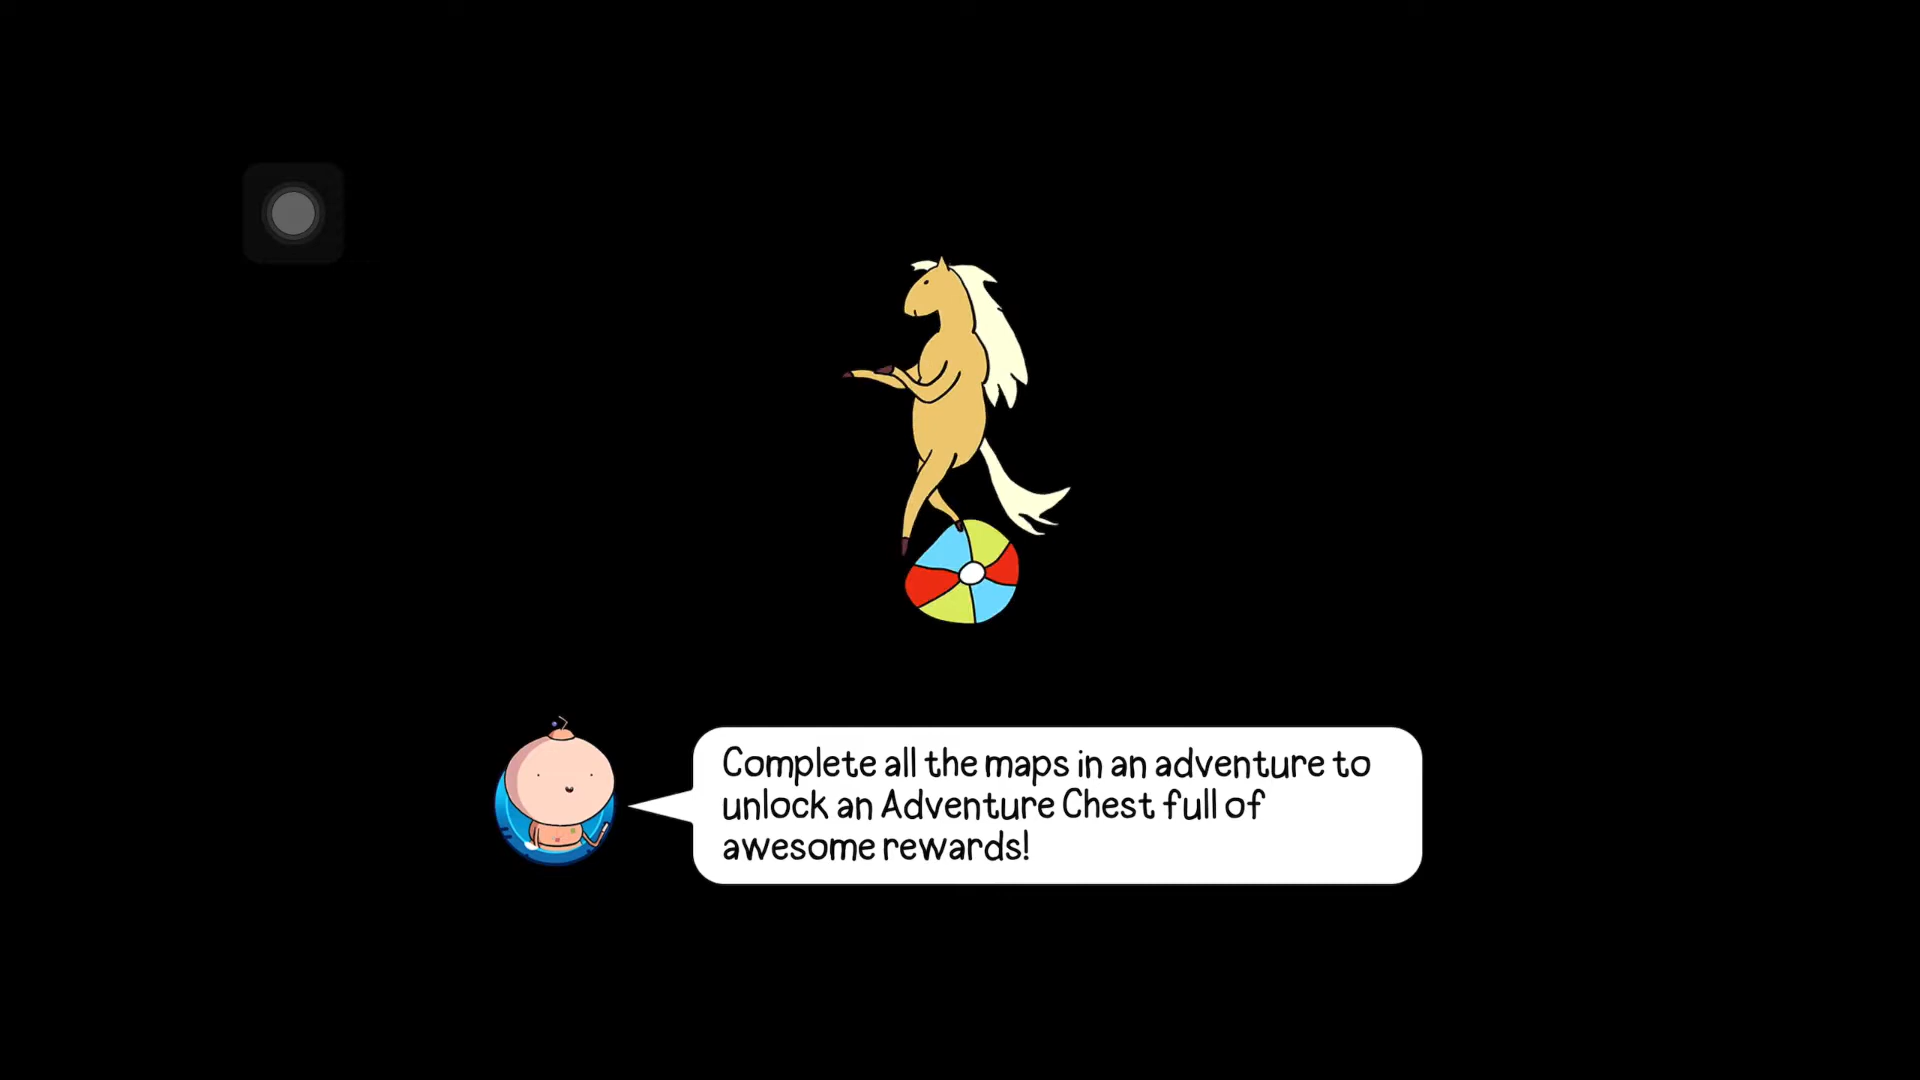 Complete all the maps in an adventure to
unlock an Adventure Chest full of
awesome rewards!